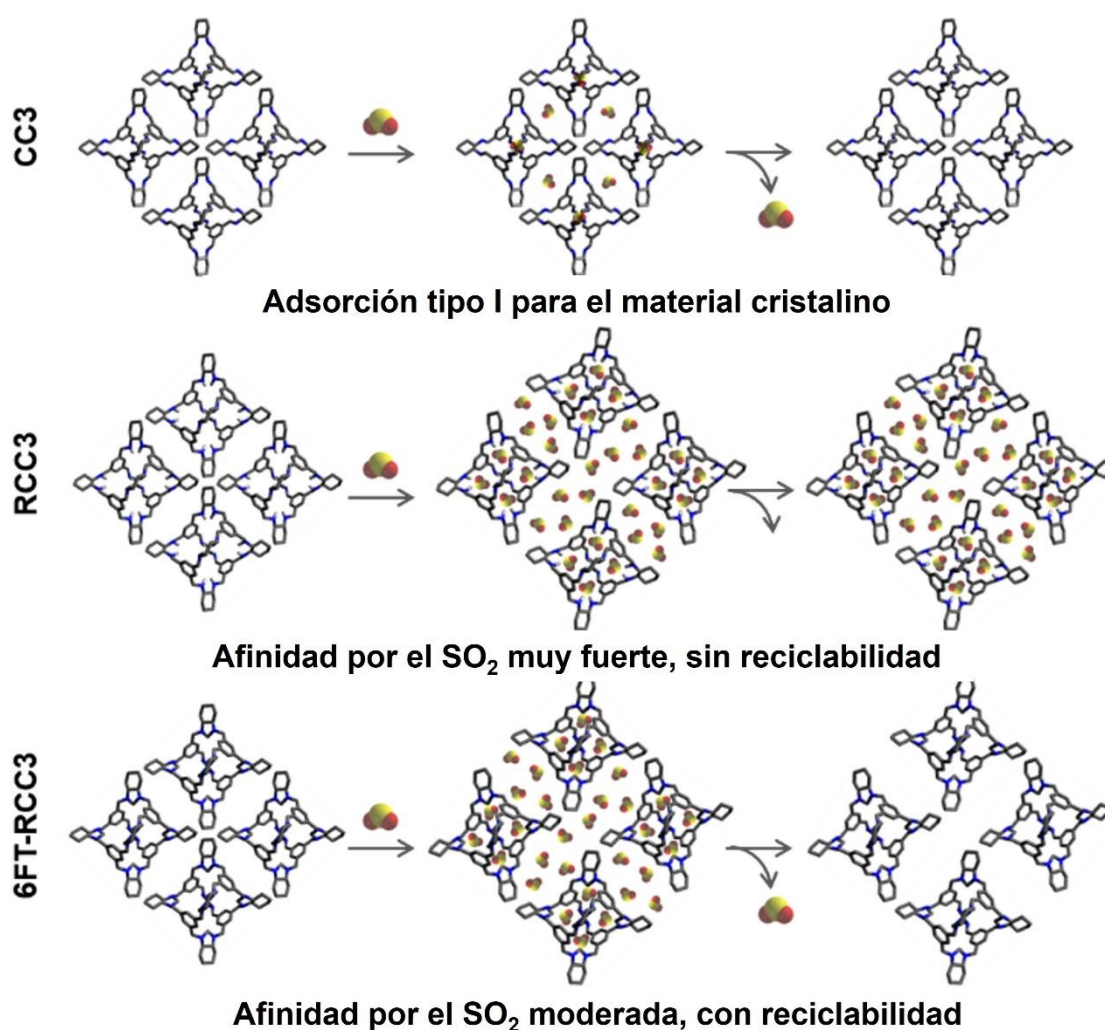 CC3
Adsorción tipo I para el material cristalino
RCC3
Afinidad por el SO₂ muy fuerte, sin reciclabilidad
6FT-RCC3
Afinidad por el SO₂ moderada, con reciclabilidad